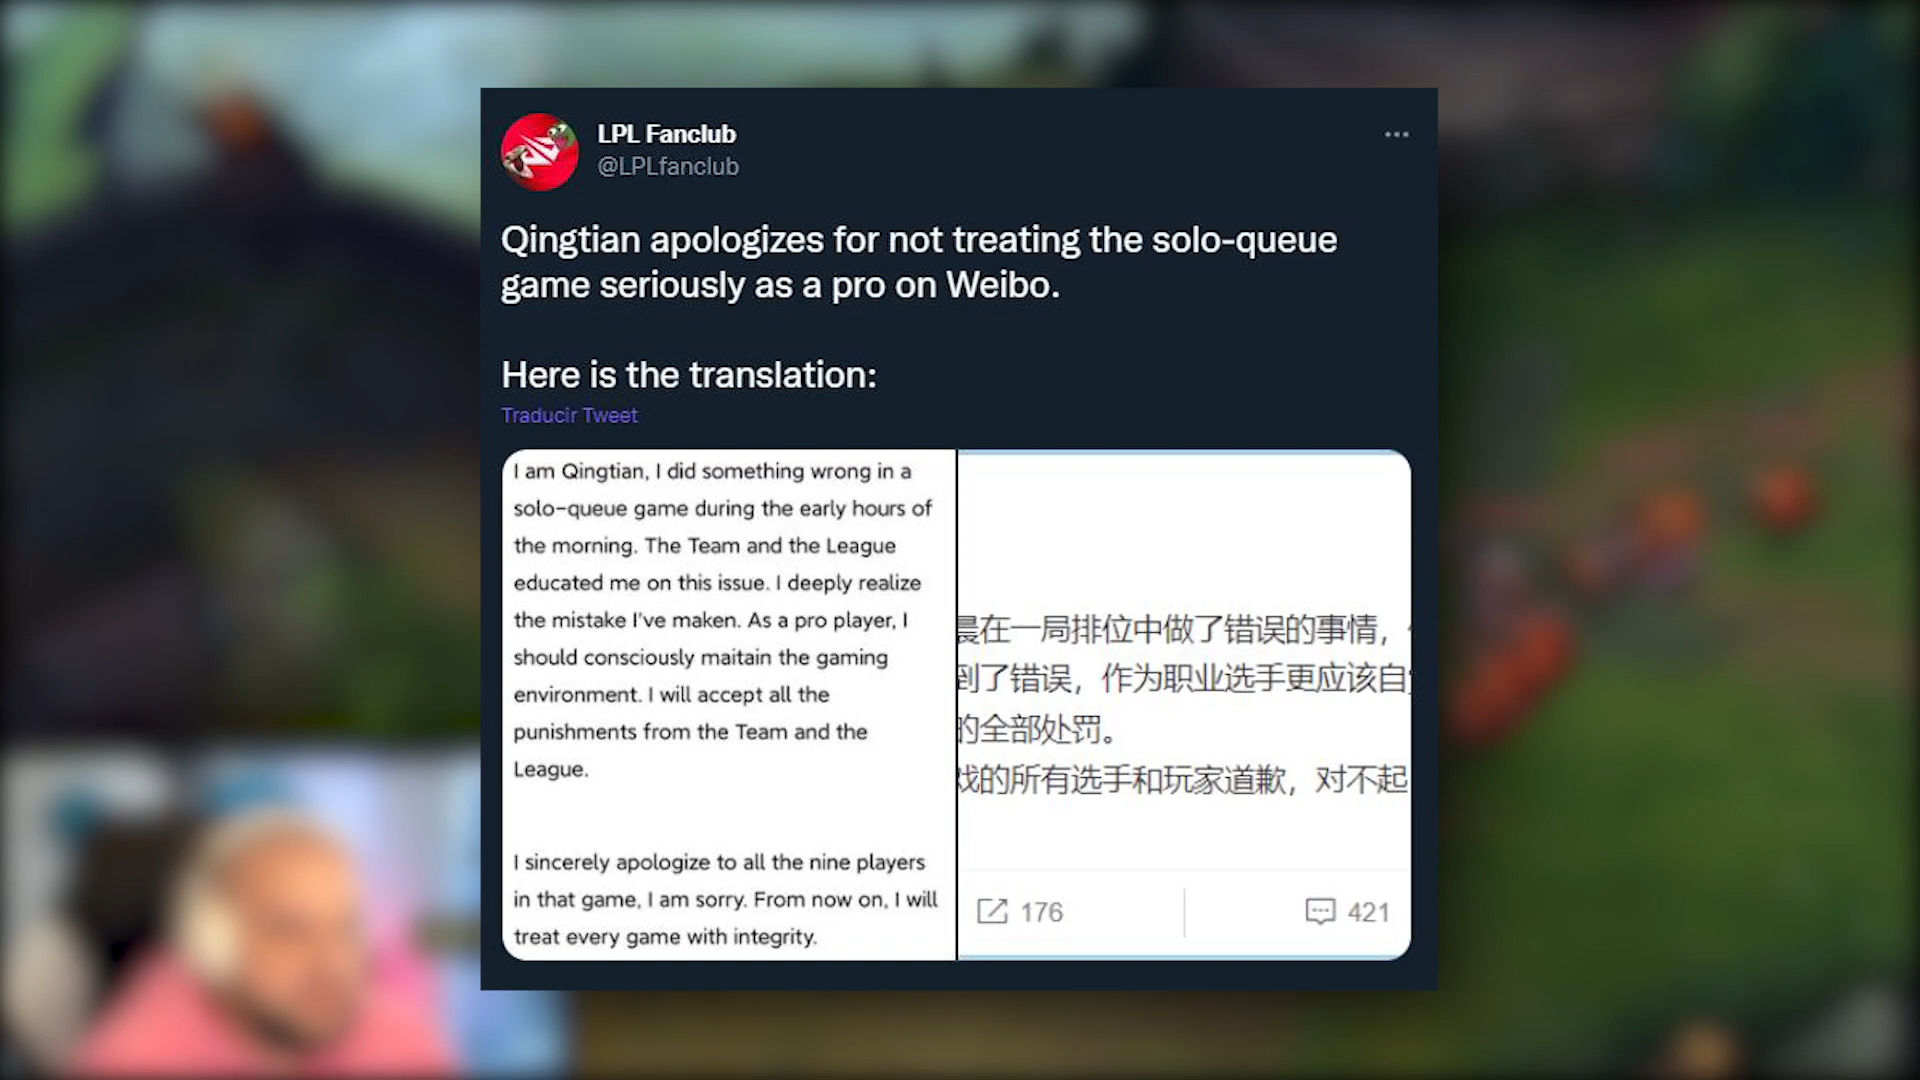 LPL Fanclub
@LPLfanclub
Qingtian apologizes for not treating the solo-queue
game seriously as a pro on Weibo.
Here is the translation:
Traducir Tweet
I am Qingtian, I did something wrong in a
solo-queue game during the early hours of
the morning. The Team and the League
educated me on this issue. I deeply realize
the mistake I've maken. As a pro player, I
should consciously maitain the gaming
environment. I will accept all the
punishments from the Team and the
League.
I sincerely apologize to all the nine players
in that game, I am sorry. From now on, I will
treat every game with integrity.
晨在一局排位中做了错误的事情，
到了错误，作为职业选手更应该自
的全部处罚。
戏的所有选手和玩家道歉，对不起
176
421